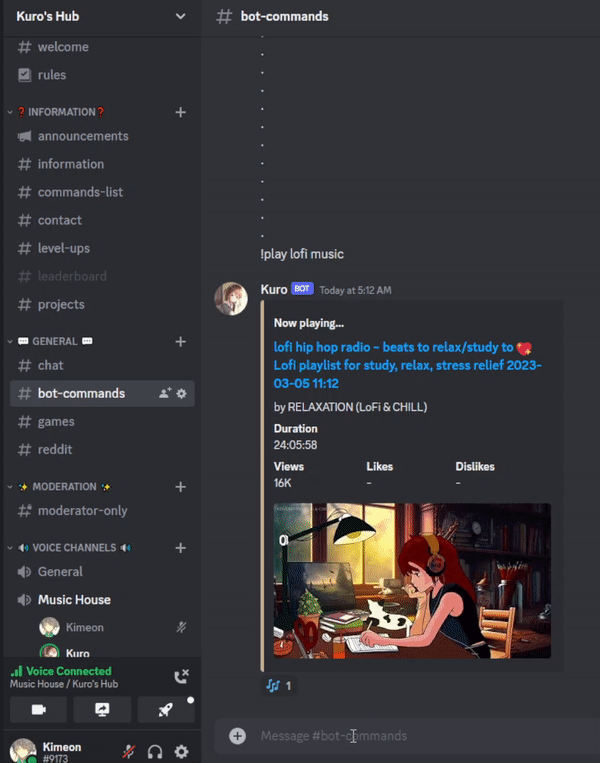 Kuro's Hub
welcome
rules
❓ INFORMATION❓
announcements
information
commands-list
contact
level-ups
leaderboard
projects
💬 GENERAL 💬
chat
bot-commands
games
reddit
✨ MODERATION ✨
moderator-only
🔊 VOICE CHANNELS 🔊
General
Music House
Kimeon
Kuro
Voice Connected
Music House / Kuro's Hub
Kimeon
#9173
# bot-commands
.
.
.
.
.
.
.
.
.
.
.
.
!play lofi music
Kuro BOT Today at 5:12 AM
Now playing...
lofi hip hop radio ~ beats to relax/study to 💖
Lofi playlist for study, relax, stress relief 2023-
03-05 11:12
by RELAXATION (LoFi & CHILL)
Duration
24:05:58
Views Likes Dislikes
16K - -
🎶 1
Message #bot-commands